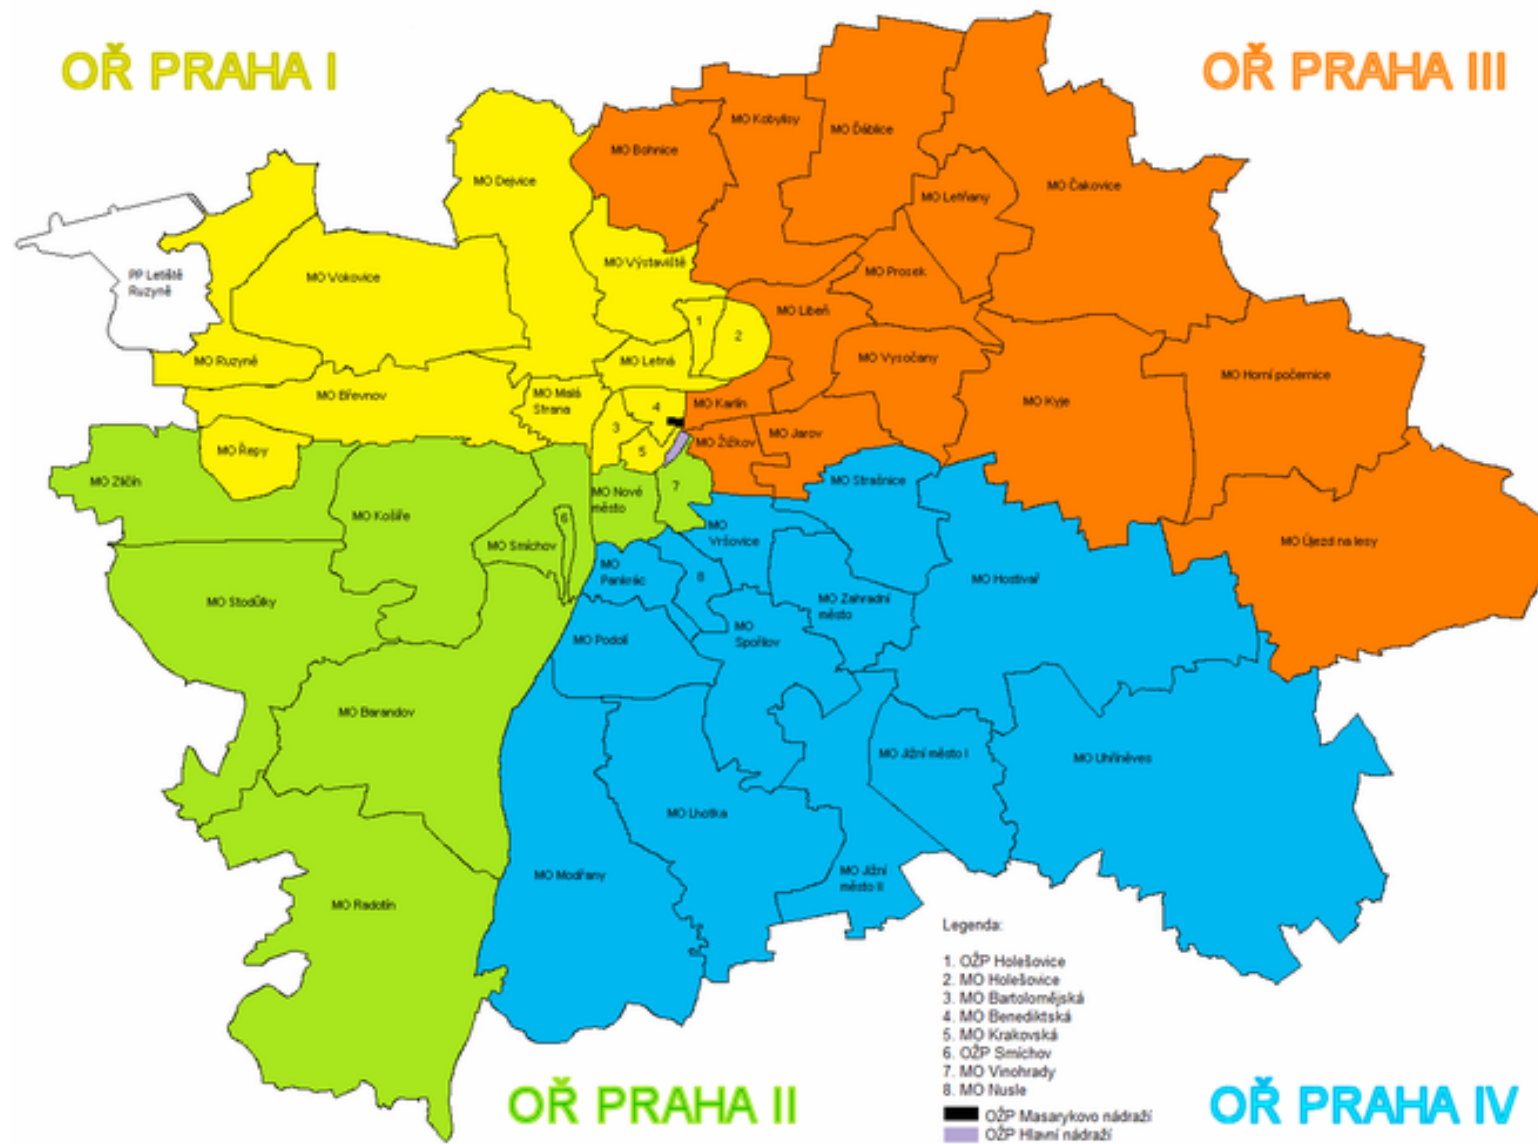 OŘ PRAHA I
OŘ PRAHA III
MO Kobylisy
MO Ďáblice
MO Bohnice
MO Dejvice
MO Čakovice
MO Letňany
MO Výstaviště
PP Letiště
Ruzyně
MO Vokovice
MO Prosek
MO Libeň
1
2
MO Ruzyně
MO Letná
MO Vysočany
MO Horní počernice
MO Břevnov
MO Malá
Strana
MO Karlín
MO Kyje
4
3
MO Žižkov
MO Jarov
MO Řepy
5
MO Zličín
MO Nové
město
7
MO Strašnice
MO Košíře
6
MO Smíchov
MO
Vršovice
MO Újezd na lesy
MO
Pankrác
8
MO Hostivař
MO Stodůlky
MO Zahradní
město
MO Podolí
MO
Spořilov
MO Barandov
MO Jižní město I
MO Uhříněves
MO Lhotka
MO Modřany
MO Jižní
město II
MO Radotín
Legenda:
1. OŽP Holešovice
2. MO Holešovice
3. MO Bartolomějská
4. MO Benediktská
5. MO Krakovská
6. OŽP Smíchov
7. MO Vinohrady
8. MO Nusle
OŽP Masarykovo nádraží
OŽP Hlavní nádraží
OŘ PRAHA II
OŘ PRAHA IV